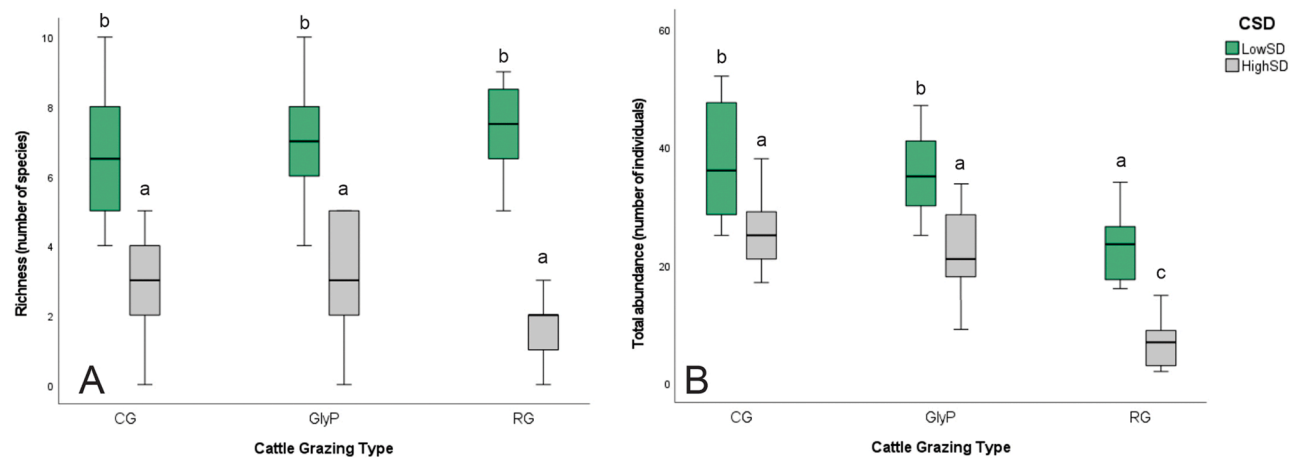 10
8
6
4
2
0
Richness (number of species)
b
a
b
a
b
a
A
CG
GlyP
RG
Cattle Grazing Type
60
40
20
0
Total abundance (number of individuals)
b
a
b
a
a
c
B
CG
GlyP
RG
Cattle Grazing Type
CSD
LowSD
HighSD